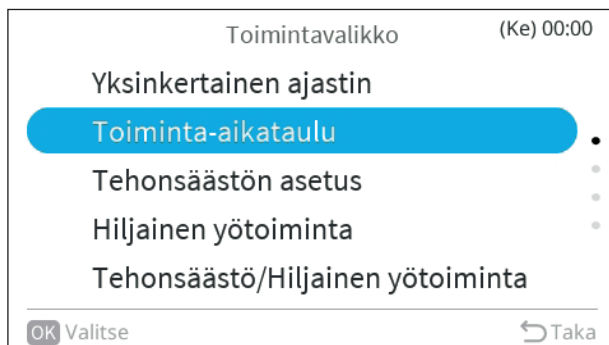 Toimintavalikko (Ke) 00:00
Yksinkertainen ajastin
Toiminta-aikataulu
Tehonsäästön asetus
Hiljainen yötoiminta
Tehonsäästö/Hiljainen yötoiminta
OK Valitse Taka